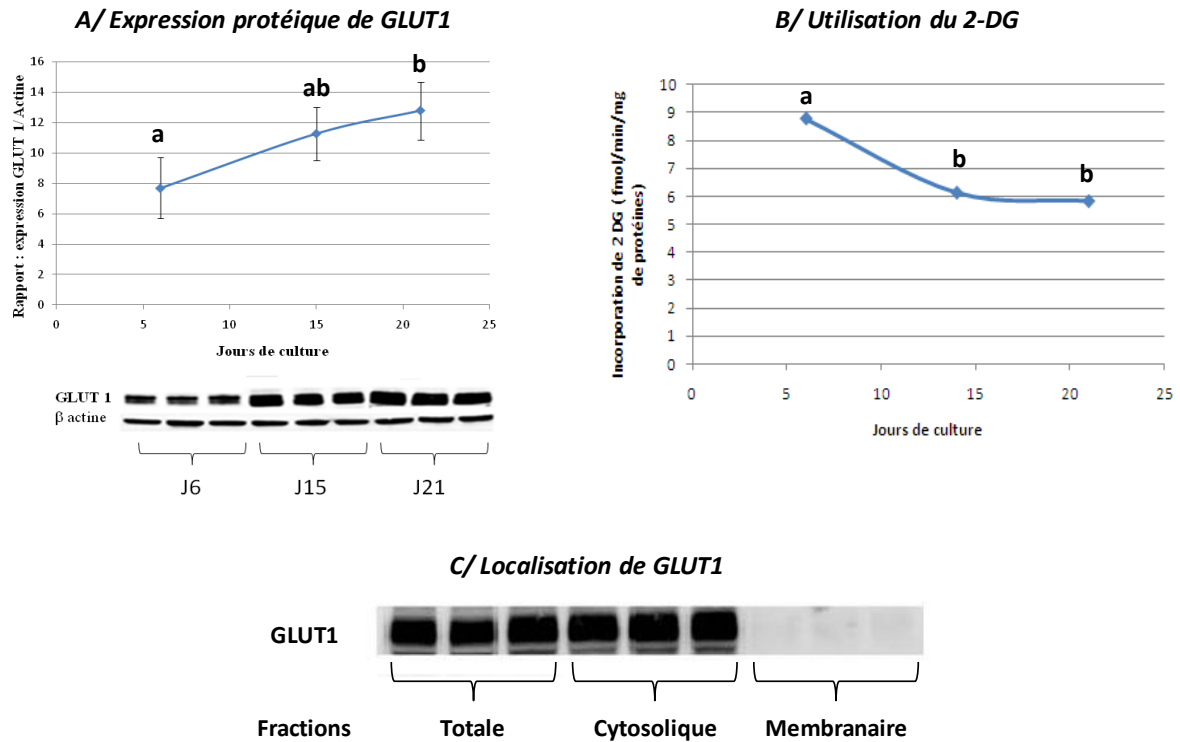 A/ Expression protéique de GLUT1
Rapport : expression GLUT 1/ Actine
16
14
12
10
8
6
4
2
0
a
ab
b
0 5 10 15 20 25
Jours de culture
GLUT 1
β actine
J6 J15 J21
B/ Utilisation du 2-DG
Incorporation de 2 DG (fmol/min/mg
de protéines)
10
9
8
7
6
5
4
3
2
1
0
a
b
b
0 5 10 15 20 25
Jours de culture
C/ Localisation de GLUT1
GLUT1
Fractions Totale Cytosolique Membranaire